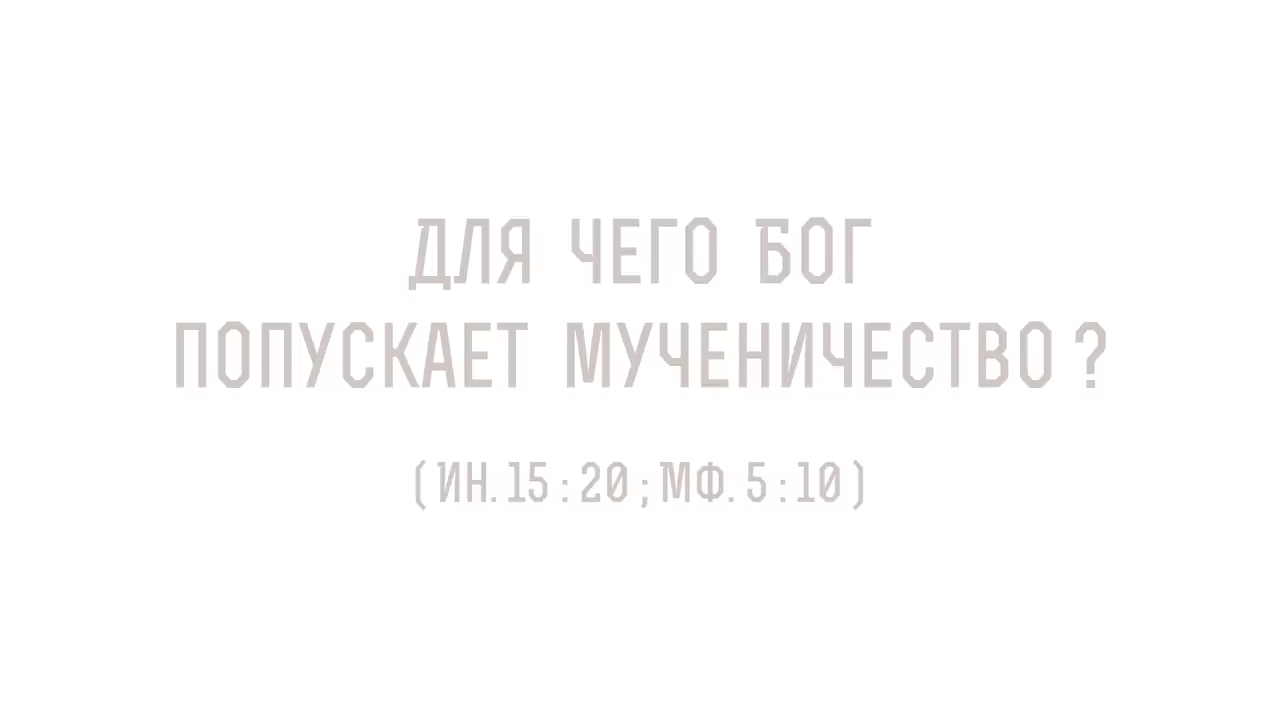 ДЛЯ ЧЕГО БОГ
ПОПУСКАЕТ МУЧЕНИЧЕСТВО?
(ИН. 15:20; МФ. 5:10)